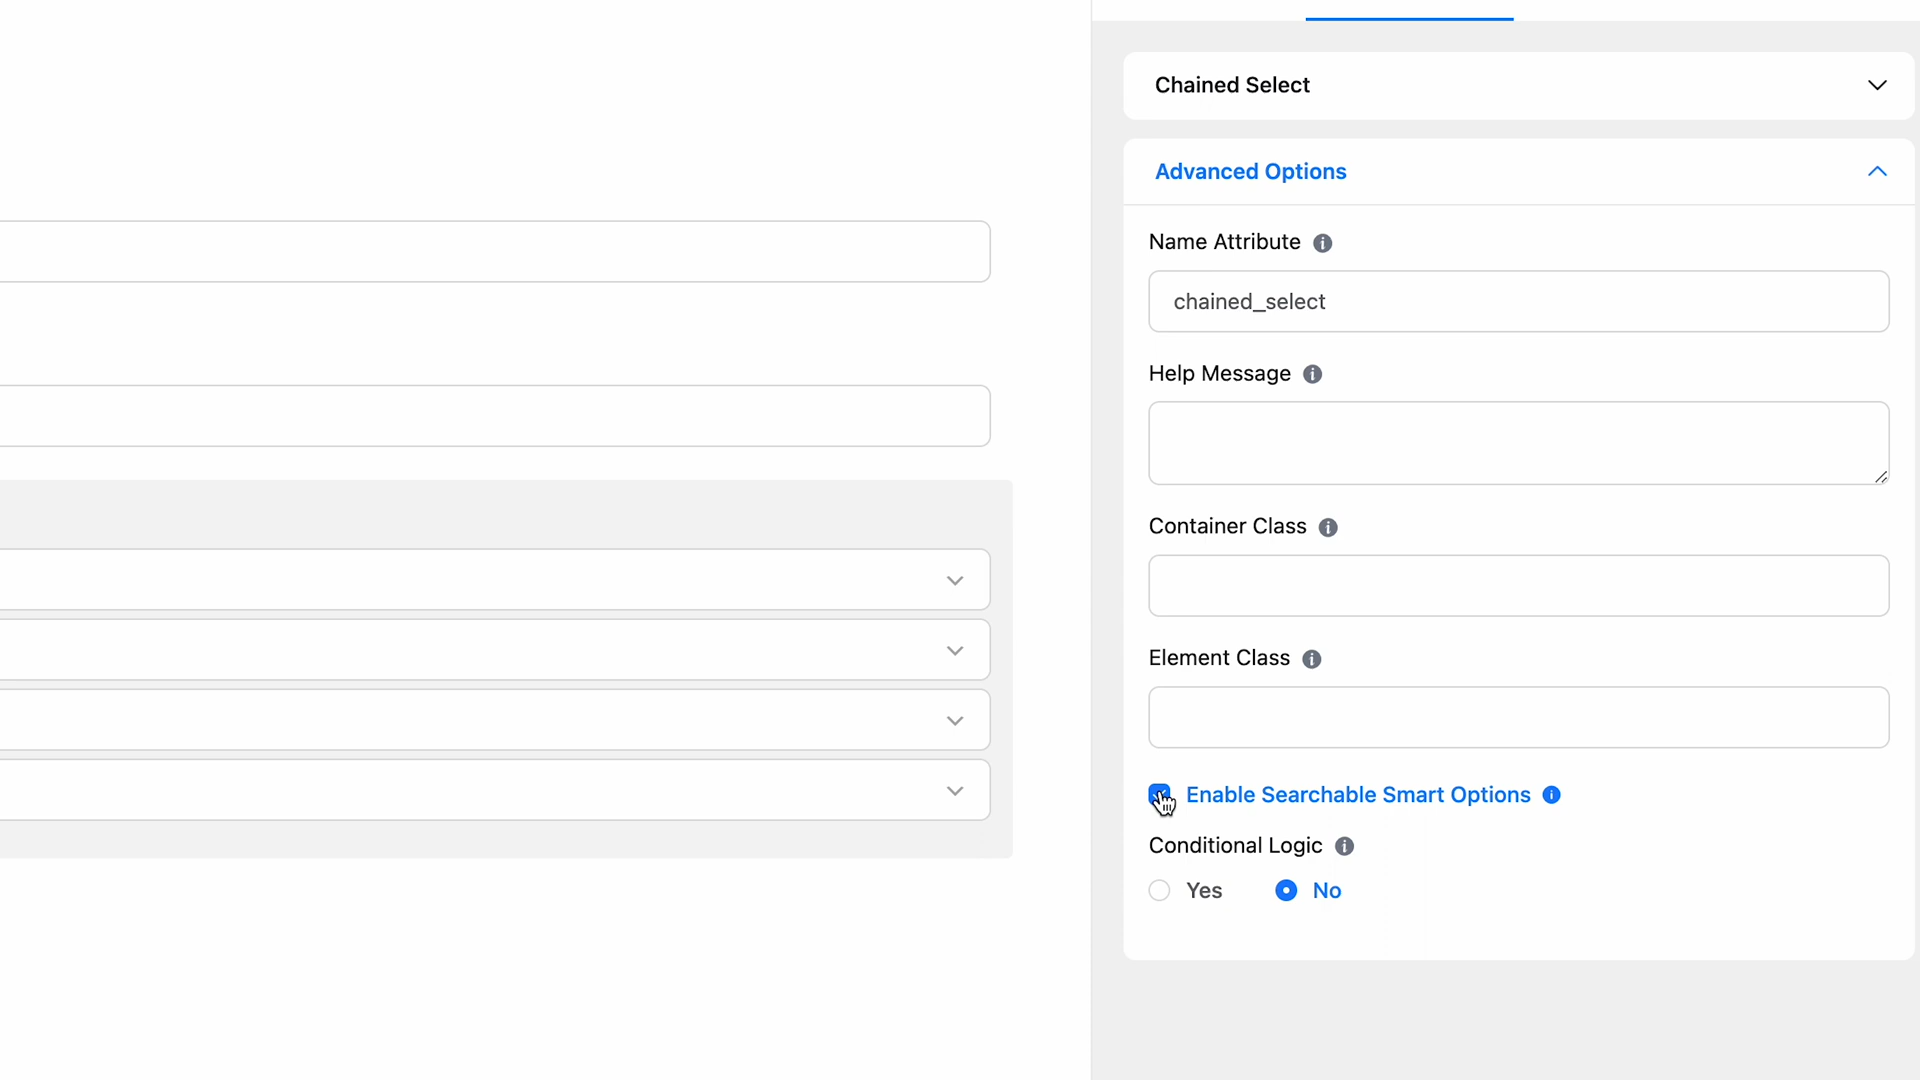 Chained Select
Advanced Options
Name Attribute
chained_select
Help Message
Container Class
Element Class
Enable Searchable Smart Options
Conditional Logic
Yes No